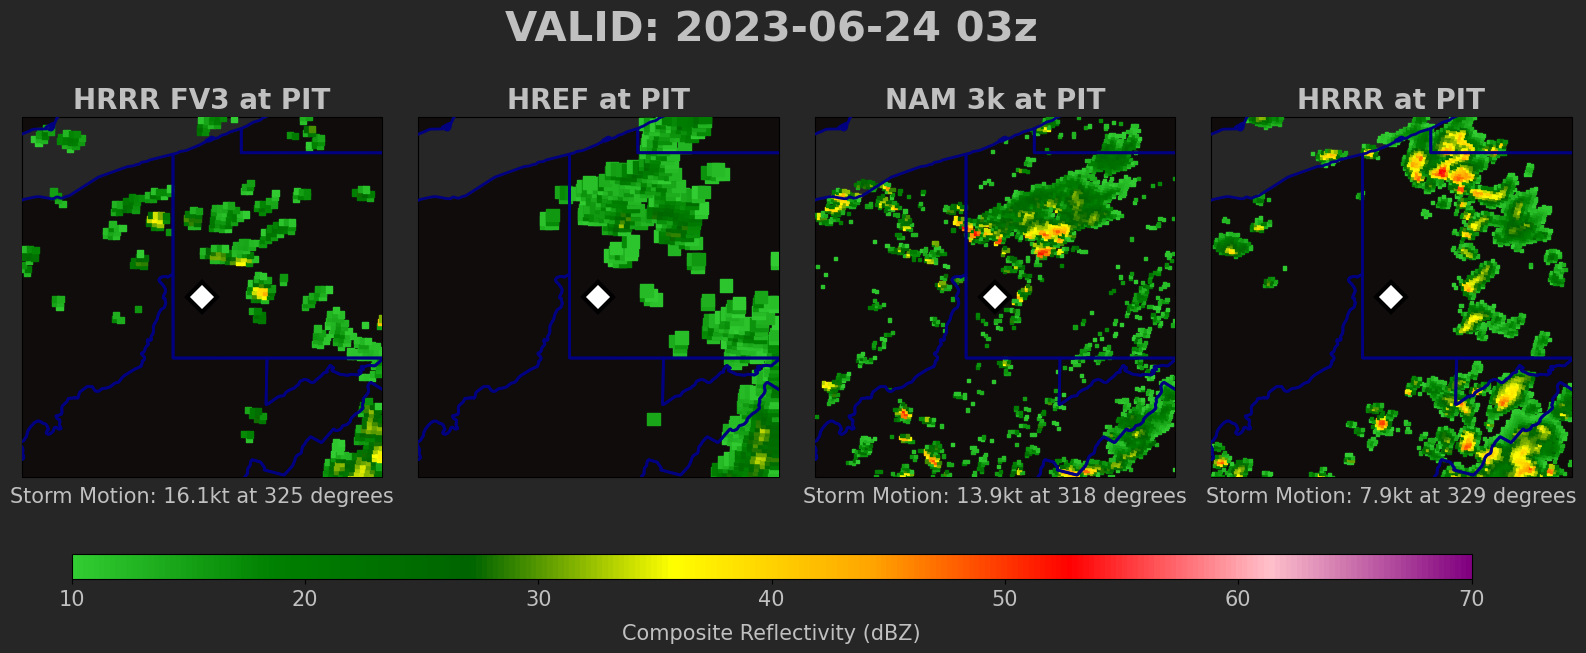 VALID: 2023-06-24 03z
HRRR FV3 at PIT
HREF at PIT
NAM 3k at PIT
HRRR at PIT
Storm Motion: 16.1kt at 325 degrees
Storm Motion: 13.9kt at 318 degrees
Storm Motion: 7.9kt at 329 degrees
10 20 30 40 50 60 70
Composite Reflectivity (dBZ)